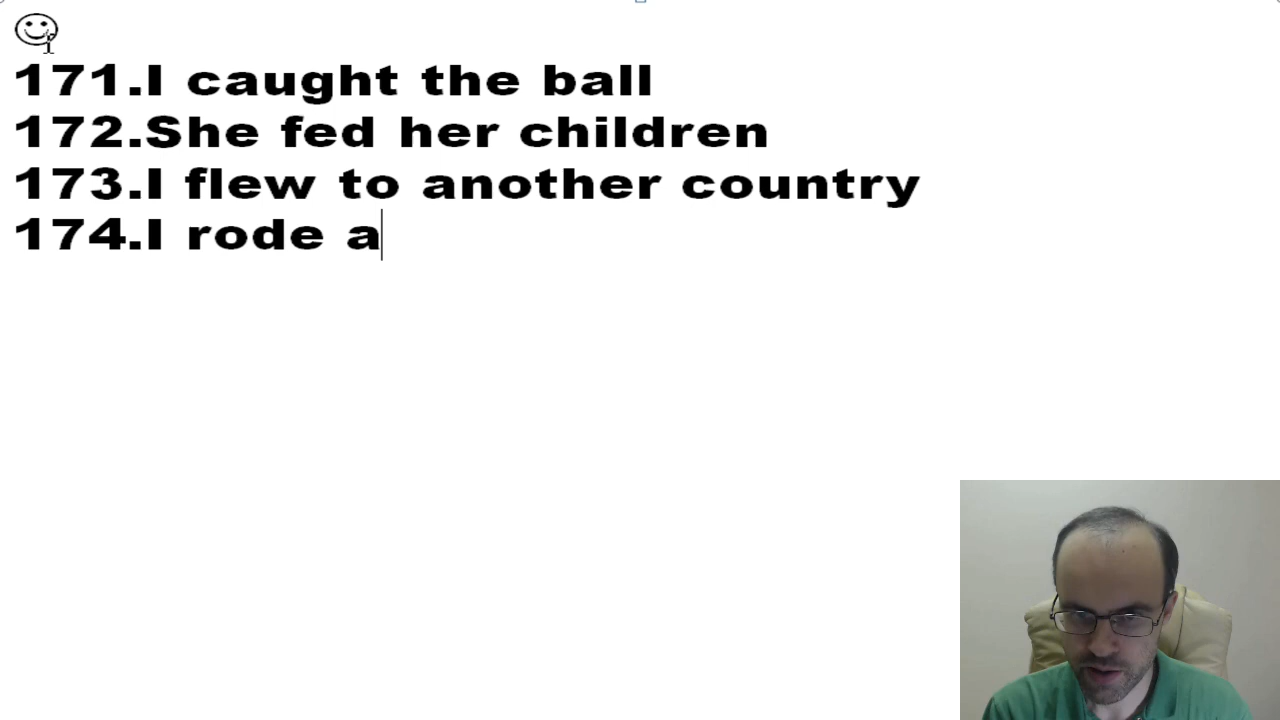 171.I caught the ball
172.She fed her children
173.I flew to another country
174.I rode a